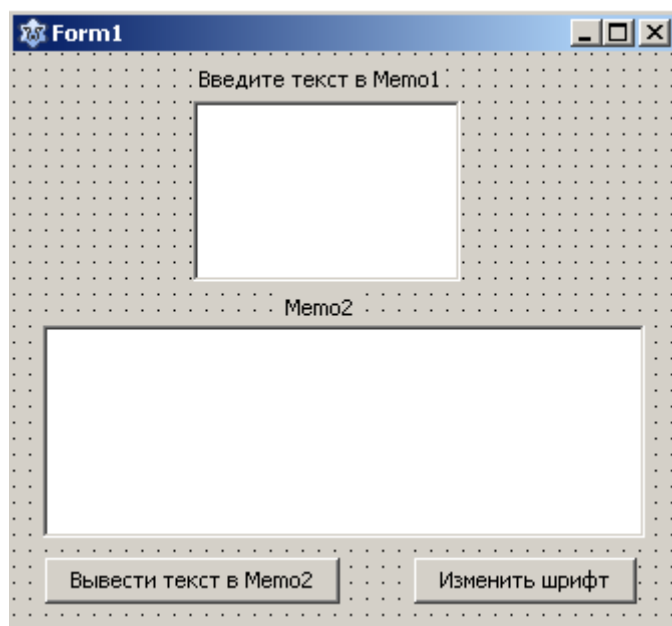 Form1
Введите текст в Memo1
Memo2
Вывести текст в Memo2
Изменить шрифт